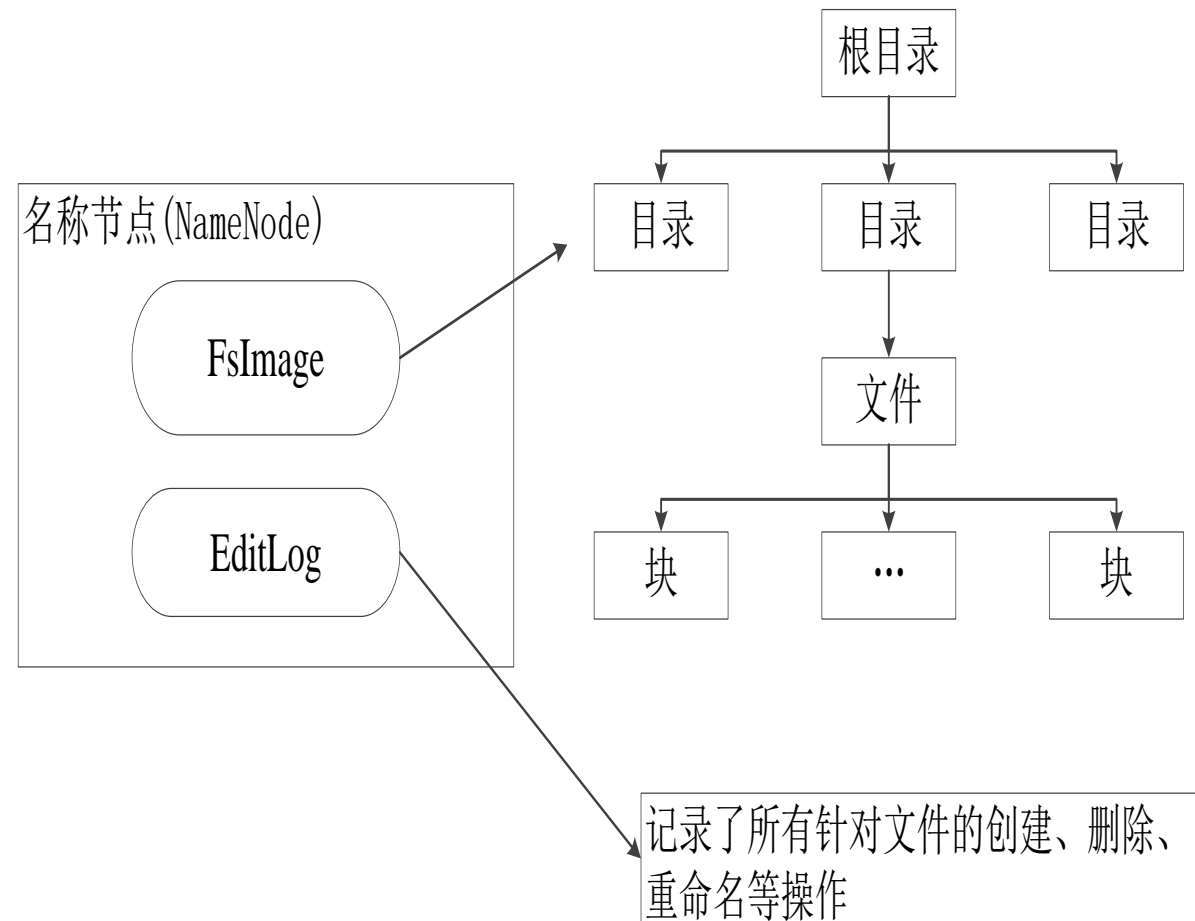 根目录
名称节点(NameNode)
目录
目录
目录
FsImage
文件
EditLog
块
…
块
记录了所有针对文件的创建、删除、
重命名等操作